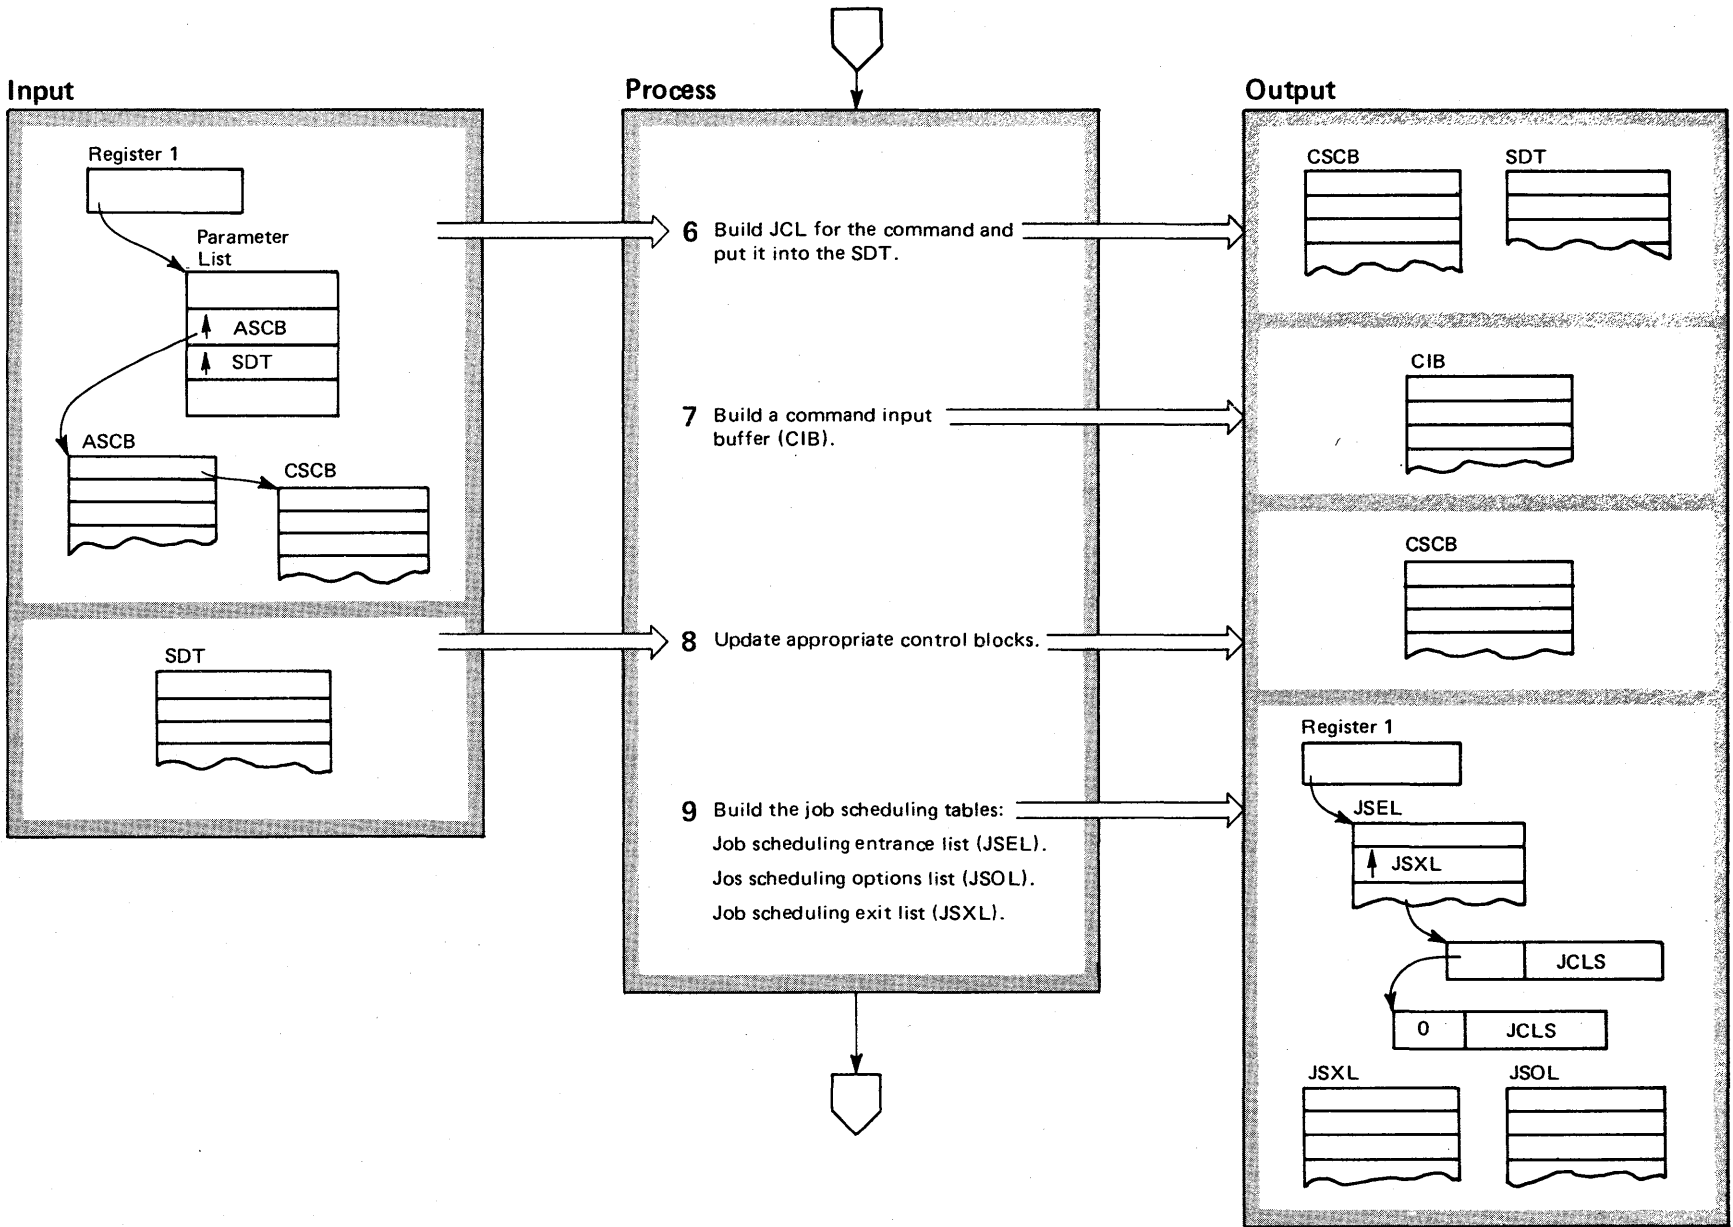 Input
Register 1
Parameter
List
ASCB
SDT
ASCB
CSCB
SDT
Process
6 Build JCL for the command and
put it into the SDT.
7 Build a command input
buffer (CIB).
8 Update appropriate control blocks.
9 Build the job scheduling tables:
Job scheduling entrance list (JSEL).
Jos scheduling options list (JSOL).
Job scheduling exit list (JSXL).
Output
CSCB
SDT
CIB
CSCB
Register 1
JSEL
JSXL
JCLS
0 JCLS
JSXL
JSOL